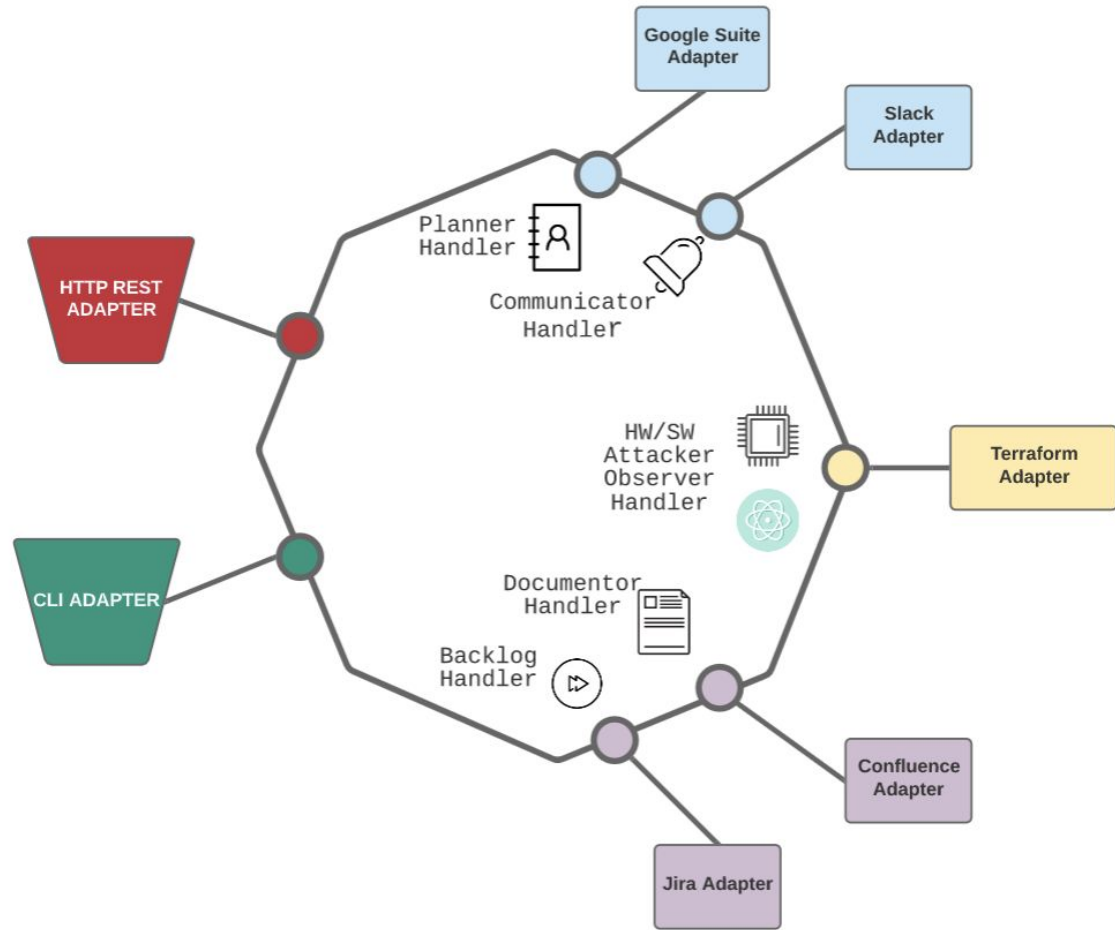 Google Suite
Adapter
Slack
Adapter
Planner
Handler
HTTP REST
ADAPTER
Communicator
Handler
HW/SW
Attacker
Observer
Handler
Terraform
Adapter
CLI ADAPTER
Documentor
Handler
Backlog
Handler
Confluence
Adapter
Jira Adapter